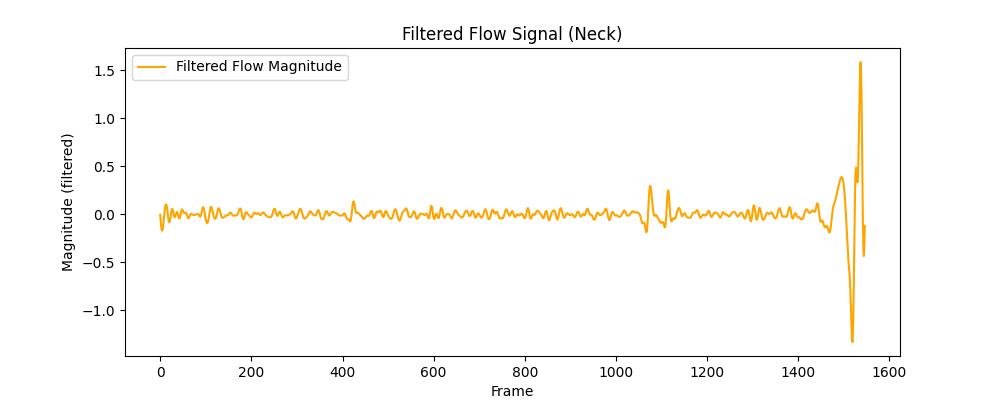 Filtered Flow Signal (Neck)
Filtered Flow Magnitude
Magnitude (filtered)
1.5
1.0
0.5
0.0
−0.5
−1.0
0 200 400 600 800 1000 1200 1400 1600
Frame